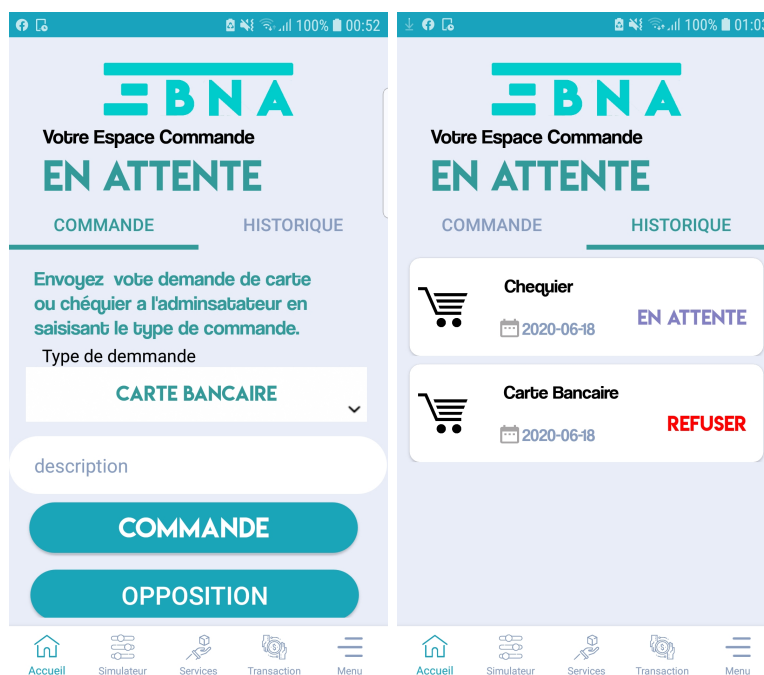 100% 00:52
EBNA
Votre Espace Commande
EN ATTENTE
COMMANDE HISTORIQUE
Envoyez vote demande de carte
ou chéquier a l'adminsatateur en
saisisant le type de commande.
Type de demmande
CARTE BANCAIRE
description
COMMANDE
OPPOSITION
Accueil Simulateur Services Transaction Menu
100% 01:03
EBNA
Votre Espace Commande
EN ATTENTE
COMMANDE HISTORIQUE
Chequier
2020-06-18
EN ATTENTE
Carte Bancaire
2020-06-18
REFUSER
Accueil Simulateur Services Transaction Menu